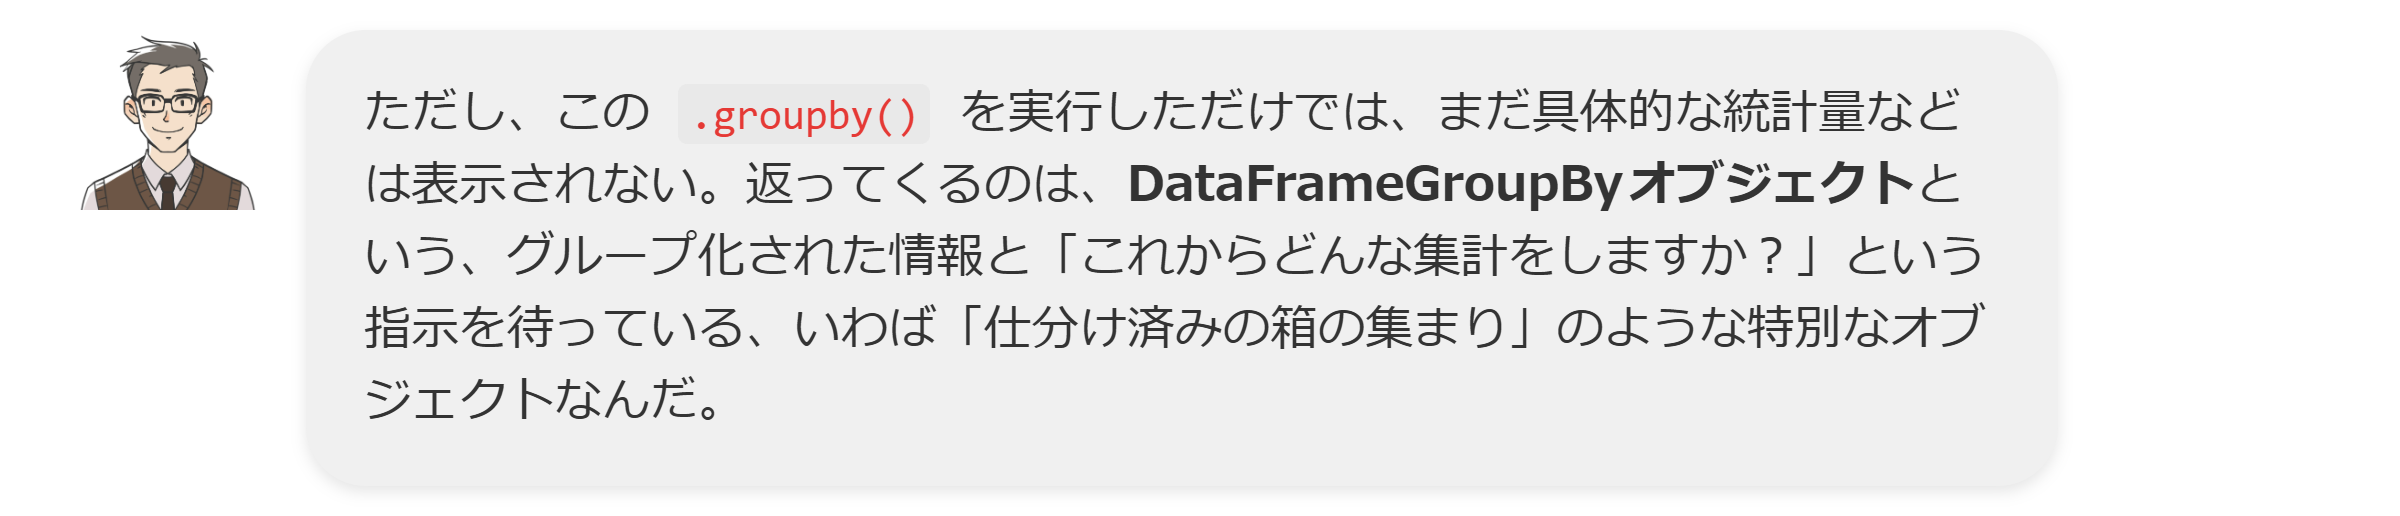 ただし、この .groupby() を実行しただけでは、まだ具体的な統計量など
は表示されない。返ってくるのは、DataFrameGroupByオブジェクトと
いう、グループ化された情報と「これからどんな集計をしますか？」という
指示を待っている、いわば「仕分け済みの箱の集まり」のような特別なオブ
ジェクトなんだ。